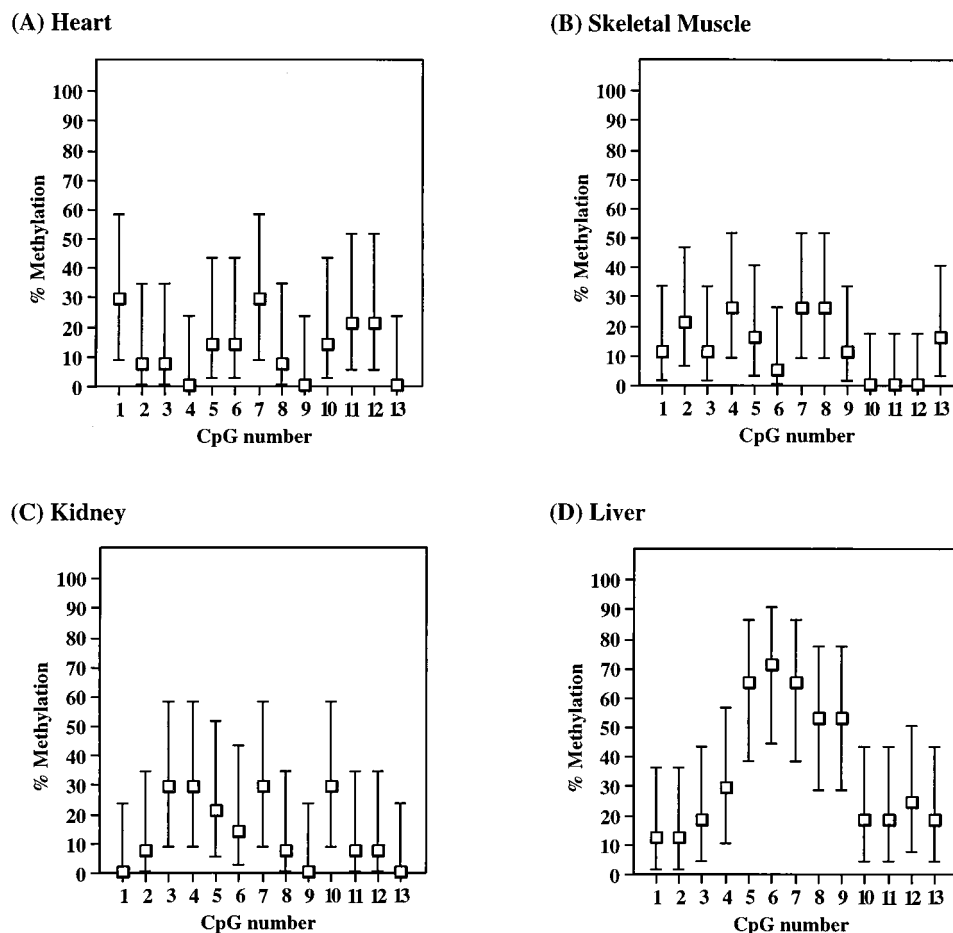 (A) Heart
% Methylation
100
90
80
70
60
50
40
30
20
10
0
1 2 3 4 5 6 7 8 9 10 11 12 13
CpG number
(B) Skeletal Muscle
% Methylation
100
90
80
70
60
50
40
30
20
10
0
1 2 3 4 5 6 7 8 9 10 11 12 13
CpG number
(C) Kidney
% Methylation
100
90
80
70
60
50
40
30
20
10
0
1 2 3 4 5 6 7 8 9 10 11 12 13
CpG number
(D) Liver
% Methylation
100
90
80
70
60
50
40
30
20
10
0
1 2 3 4 5 6 7 8 9 10 11 12 13
CpG number